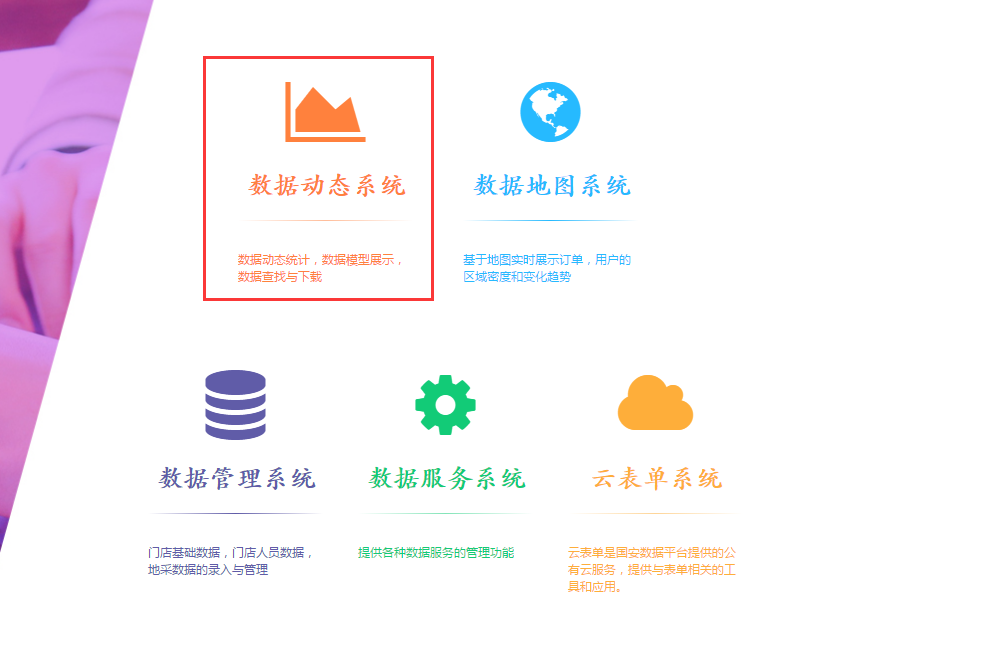 数据动态系统
数据动态统计，数据模型展示，
数据查找与下载
数据地图系统
基于地图实时展示订单，用户的
区域密度和变化趋势
数据管理系统
门店基础数据，门店人员数据，
地采数据的录入与管理
数据服务系统
提供各种数据服务的管理功能
云表单系统
云表单是国安数据平台提供的公
有云服务，提供与表单相关的工
具和应用。